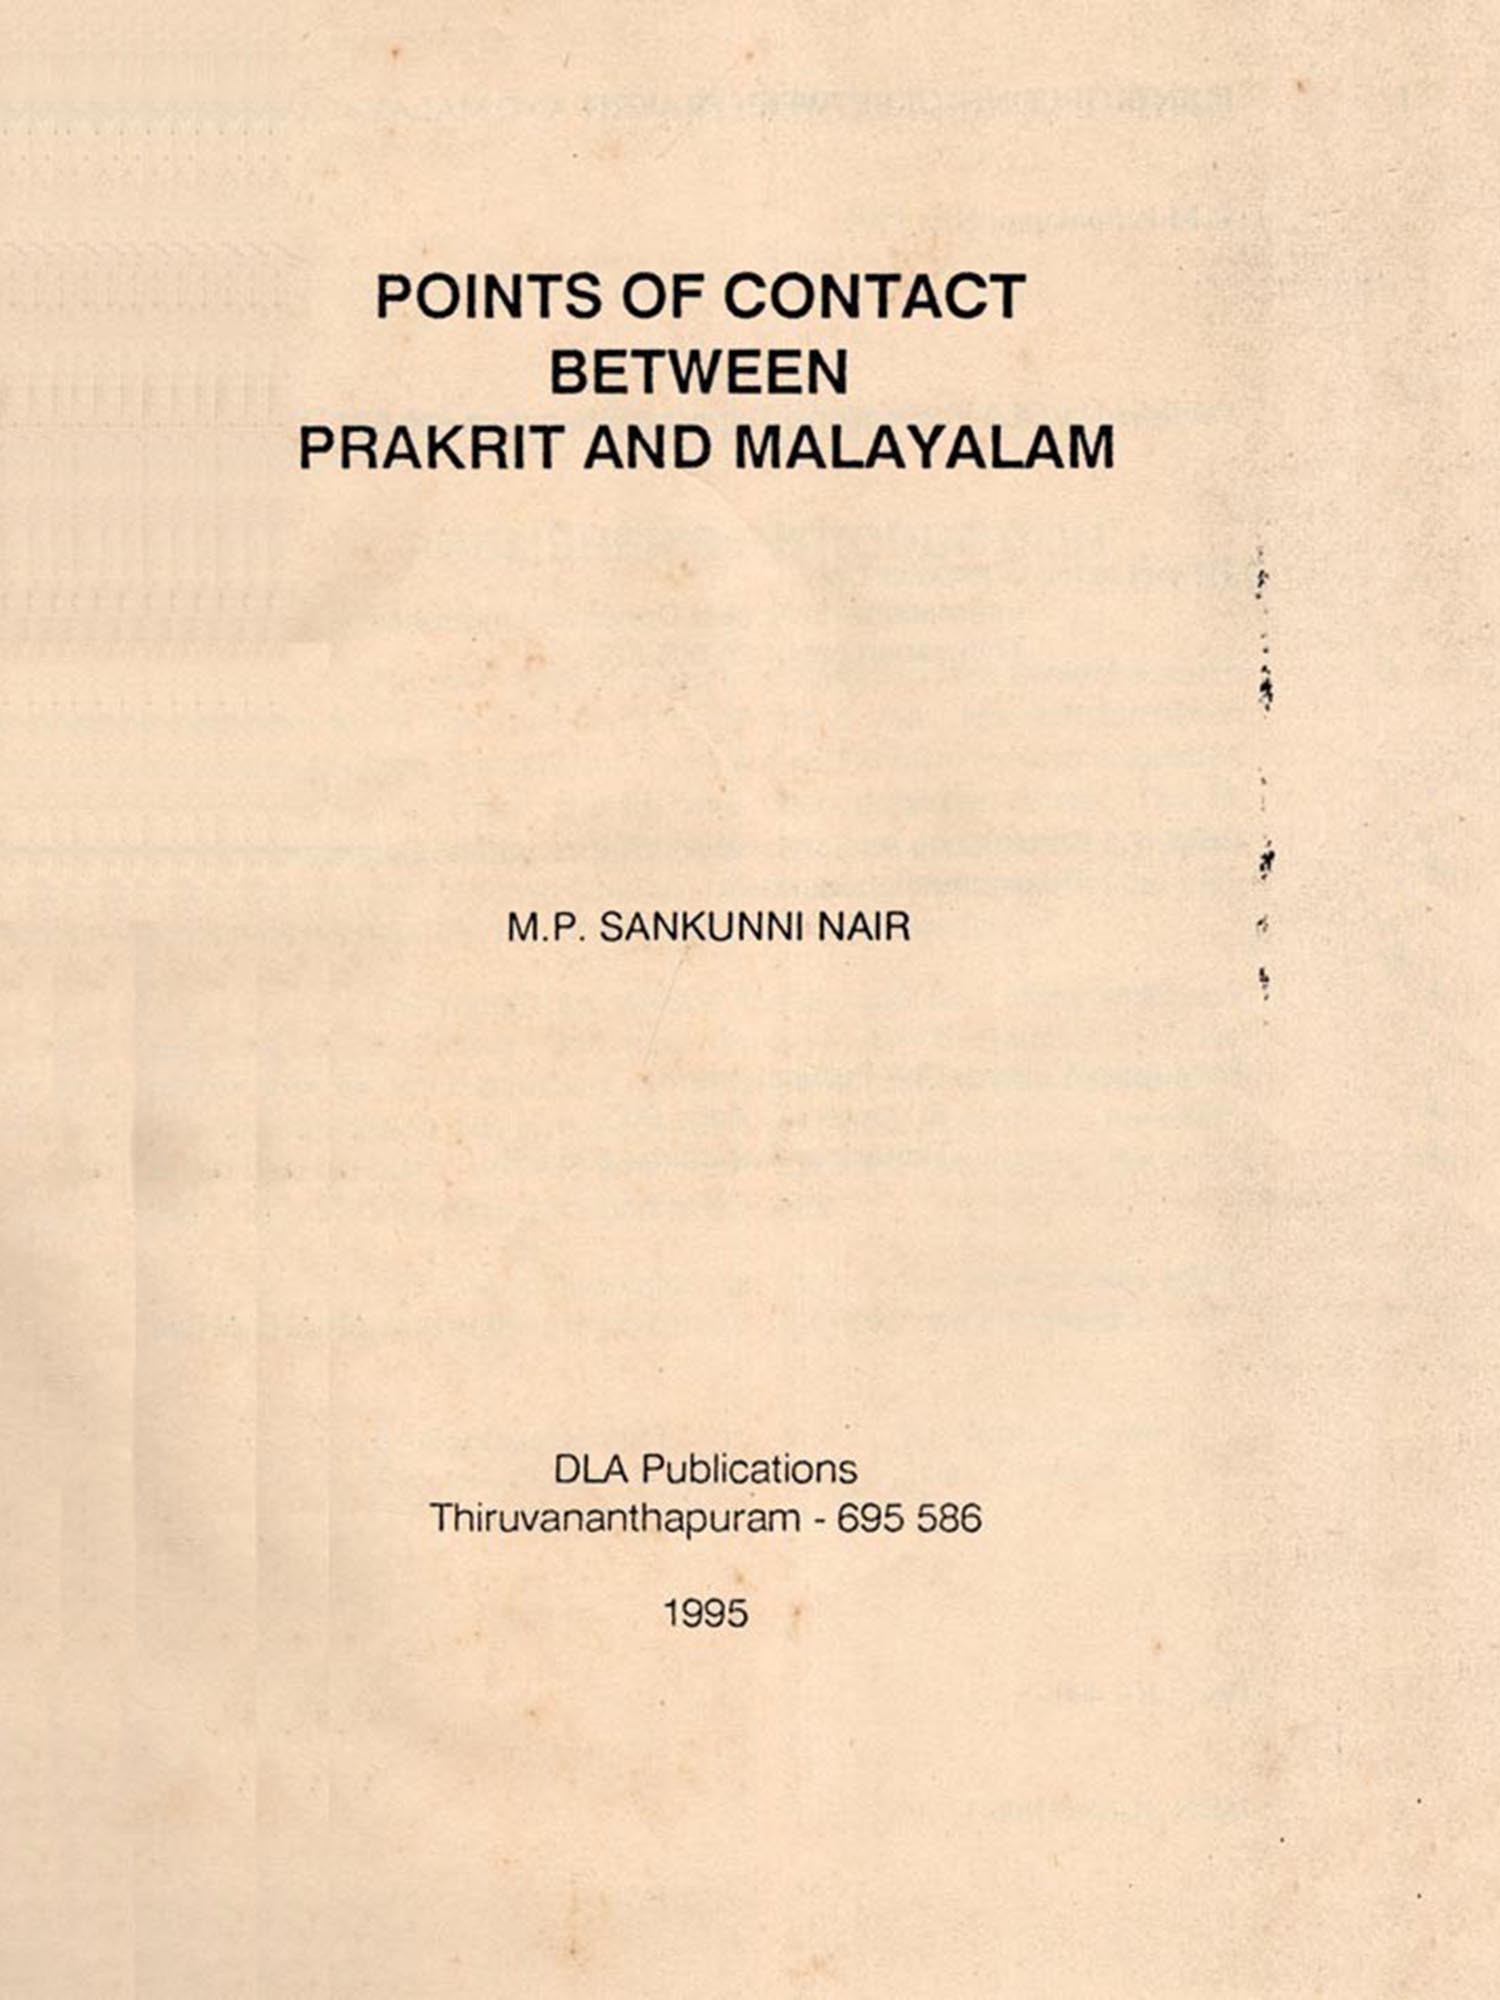 POINTS OF CONTACT
BETWEEN
PRAKRIT AND MALAYALAM
M.P. SANKUNNI NAIR
DLA Publications
Thiruvananthapuram - 695 586
1995